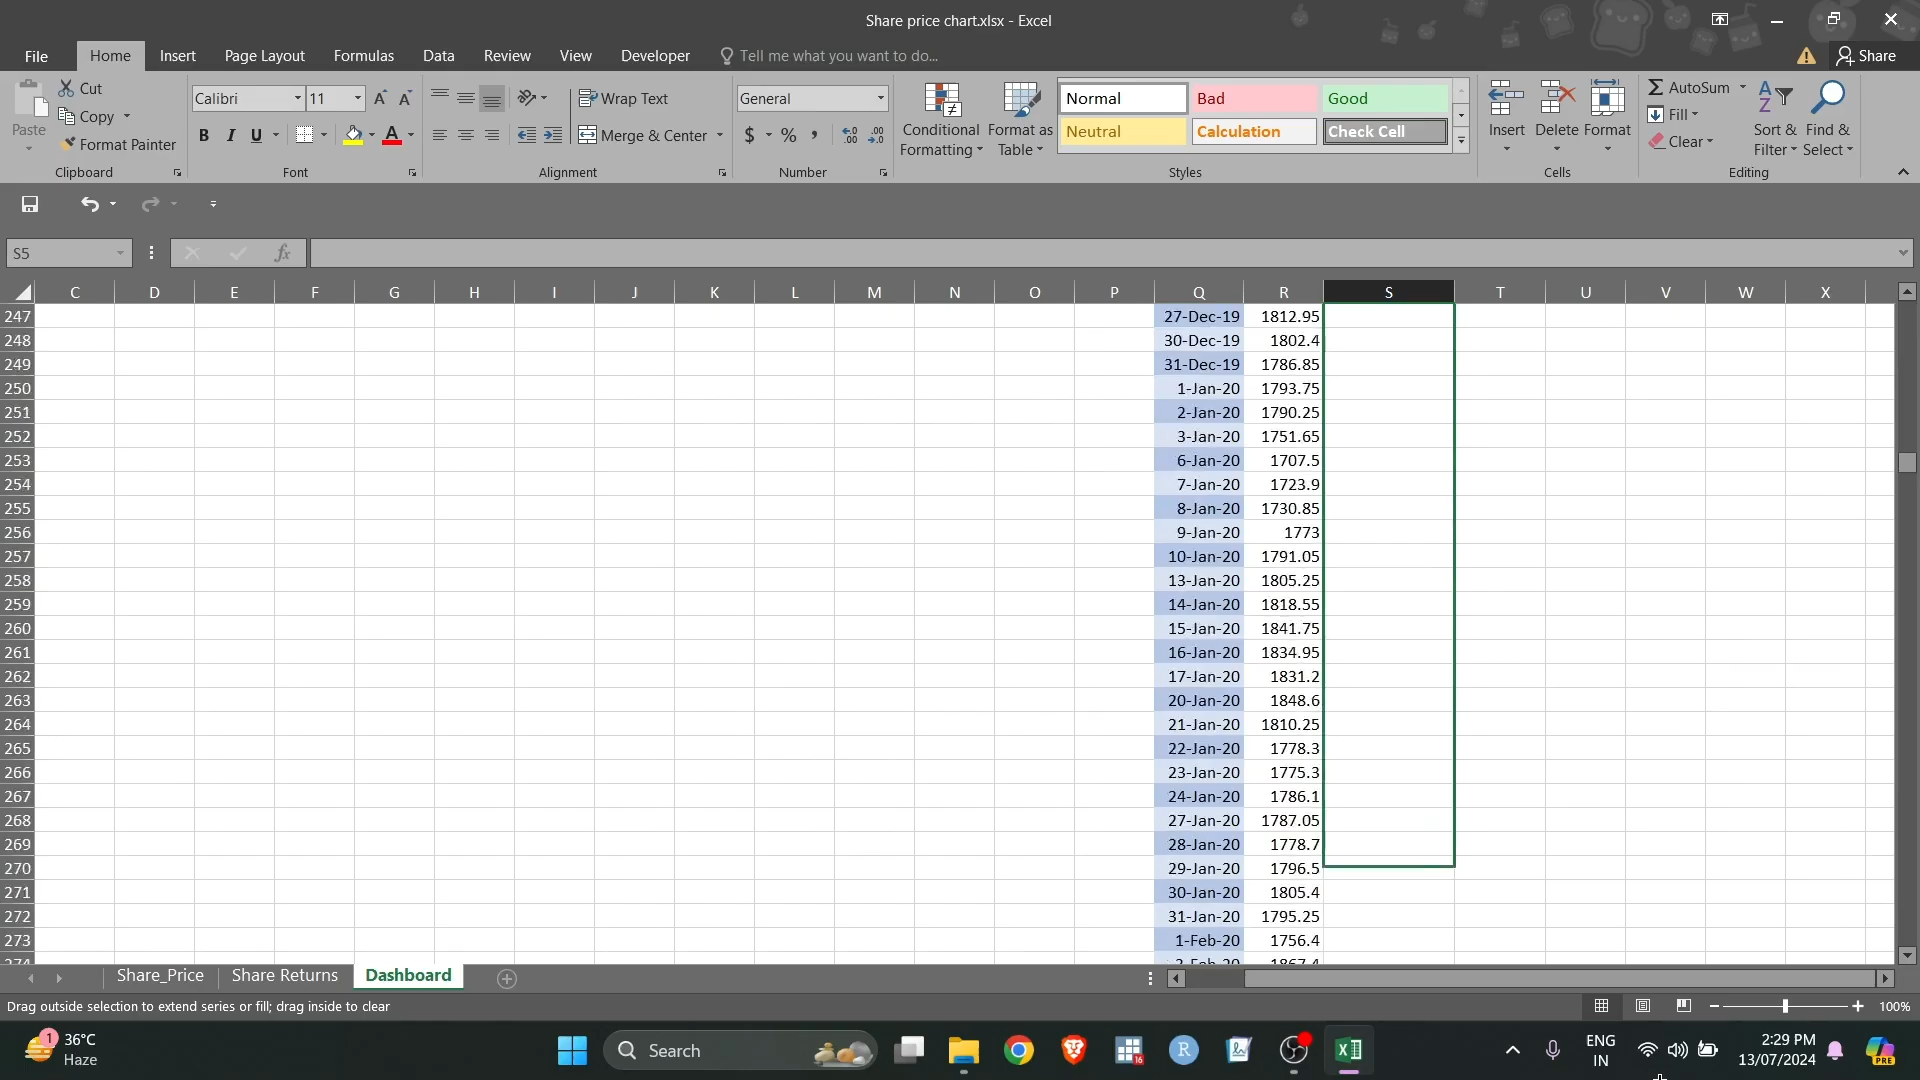 Share price chart.xlsx - Excel
File Home Insert Page Layout Formulas Data Review View Developer Tell me what you want to do... Share
Paste Cut Copy Format Painter Clipboard
Calibri 11 A A B I U A Font
Wrap Text Merge & Center Alignment
General $ % , .00 Number
Conditional Formatting Format as Table
Normal Bad Good
Neutral Calculation Check Cell
Styles
Insert Delete Format Cells
AutoSum Fill Clear Sort & Filter Find & Select Editing
S5 fx
C D E F G H I J K L M N O P Q R S T U V W X
247 27-Dec-19 1812.95
248 30-Dec-19 1802.4
249 31-Dec-19 1786.85
250 1-Jan-20 1793.75
251 2-Jan-20 1790.25
252 3-Jan-20 1751.65
253 6-Jan-20 1707.5
254 7-Jan-20 1723.9
255 8-Jan-20 1730.85
256 9-Jan-20 1773
257 10-Jan-20 1791.05
258 13-Jan-20 1805.25
259 14-Jan-20 1818.55
260 15-Jan-20 1841.75
261 16-Jan-20 1834.95
262 17-Jan-20 1831.2
263 20-Jan-20 1848.6
264 21-Jan-20 1810.25
265 22-Jan-20 1778.3
266 23-Jan-20 1775.3
267 24-Jan-20 1786.1
268 27-Jan-20 1787.05
269 28-Jan-20 1778.7
270 29-Jan-20 1796.5
271 30-Jan-20 1805.4
272 31-Jan-20 1795.25
273 1-Feb-20 1756.4
Share_Price Share Returns Dashboard
Drag outside selection to extend series or fill; drag inside to clear 100%
1 36°C
Haze
Search
16
R
ENG
IN
2:29 PM
13/07/2024
PRE